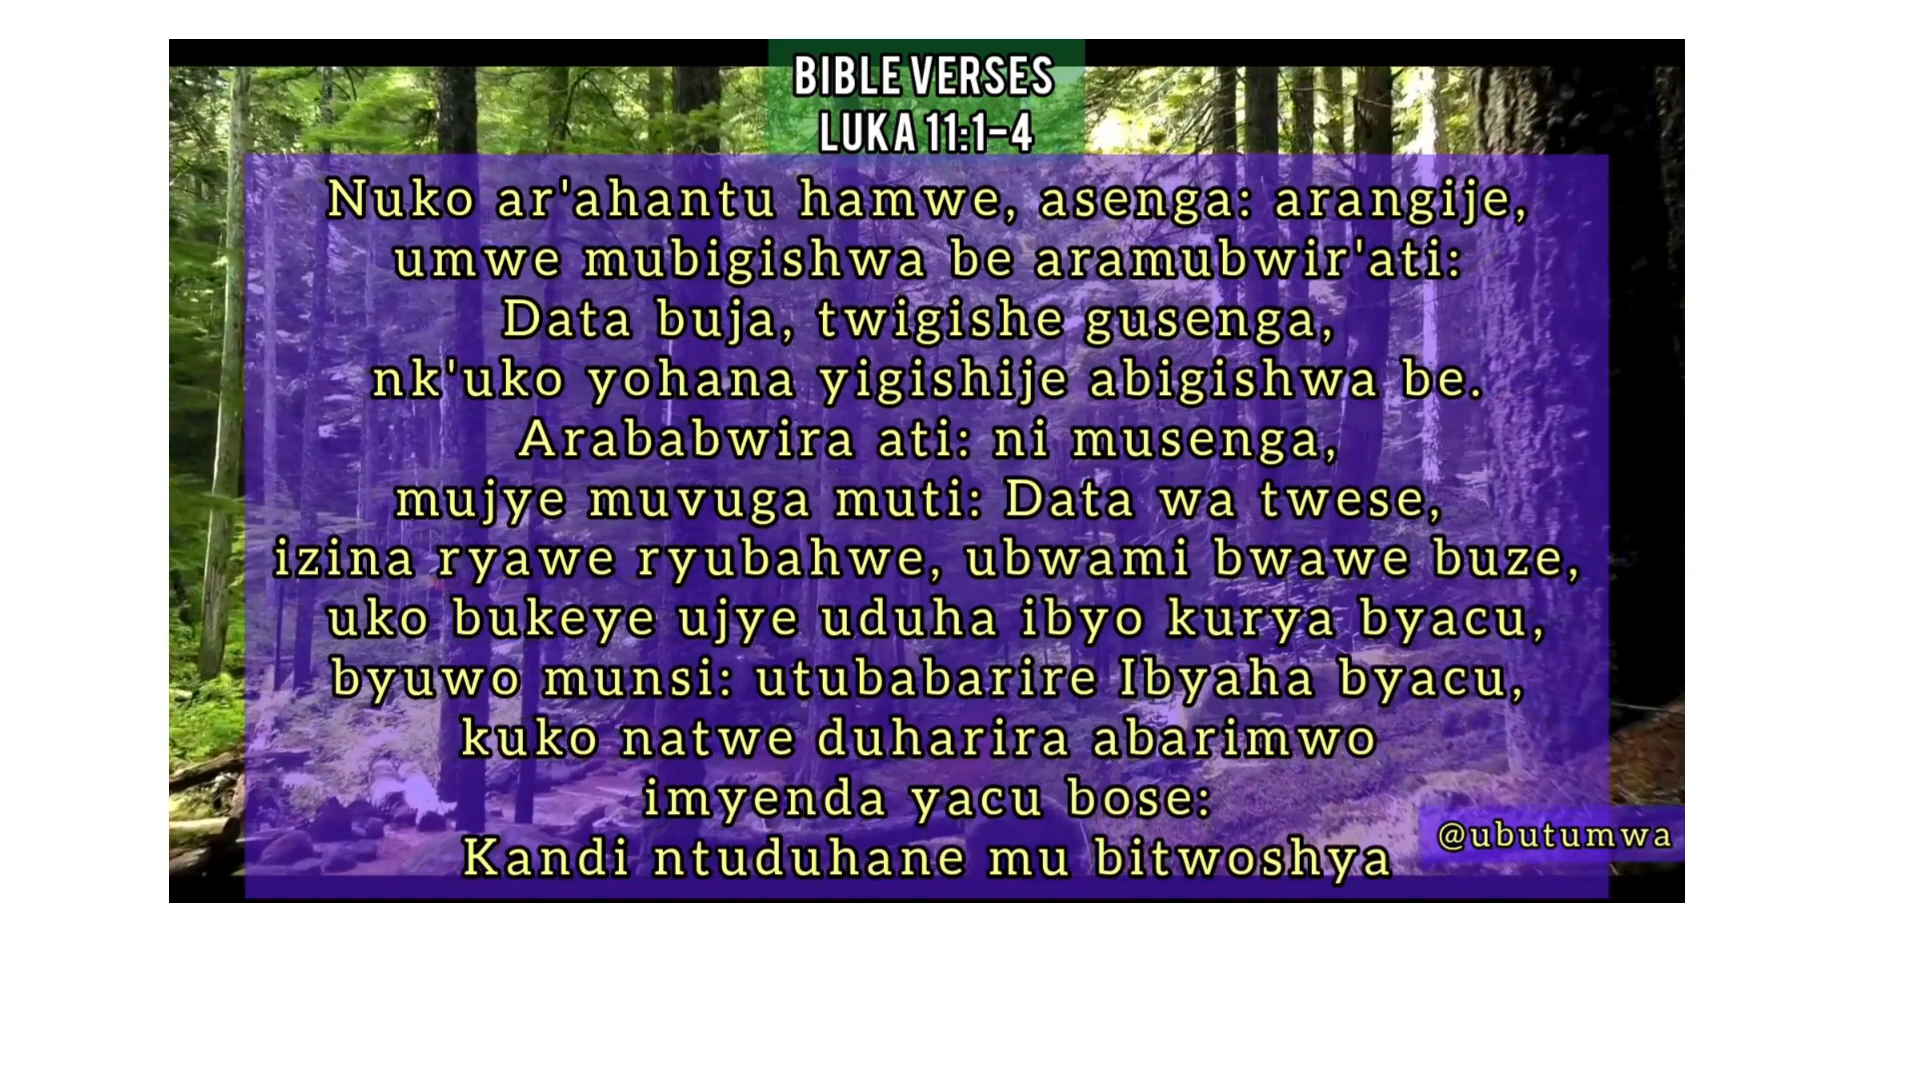 BIBLE VERSES
LUKA 11:1-4
Nuko ar'ahantu hamwe, asenga: arangije,
umwe mubigishwa be aramubwir'ati:
Data buja, twigishe gusenga,
nk'uko yohana yigishije abigishwa be.
Arababwira ati: ni musenga,
mujye muvuga muti: Data wa twese,
izina ryawe ryubahwe, ubwami bwawe buze,
uko bukeye ujye uduha ibyo kurya byacu,
byuwo munsi: utubabarire Ibyaha byacu,
kuko natwe duharira abarimwo
imyenda yacu bose:
Kandi ntuduhane mu bitwoshya
@ubutumwa